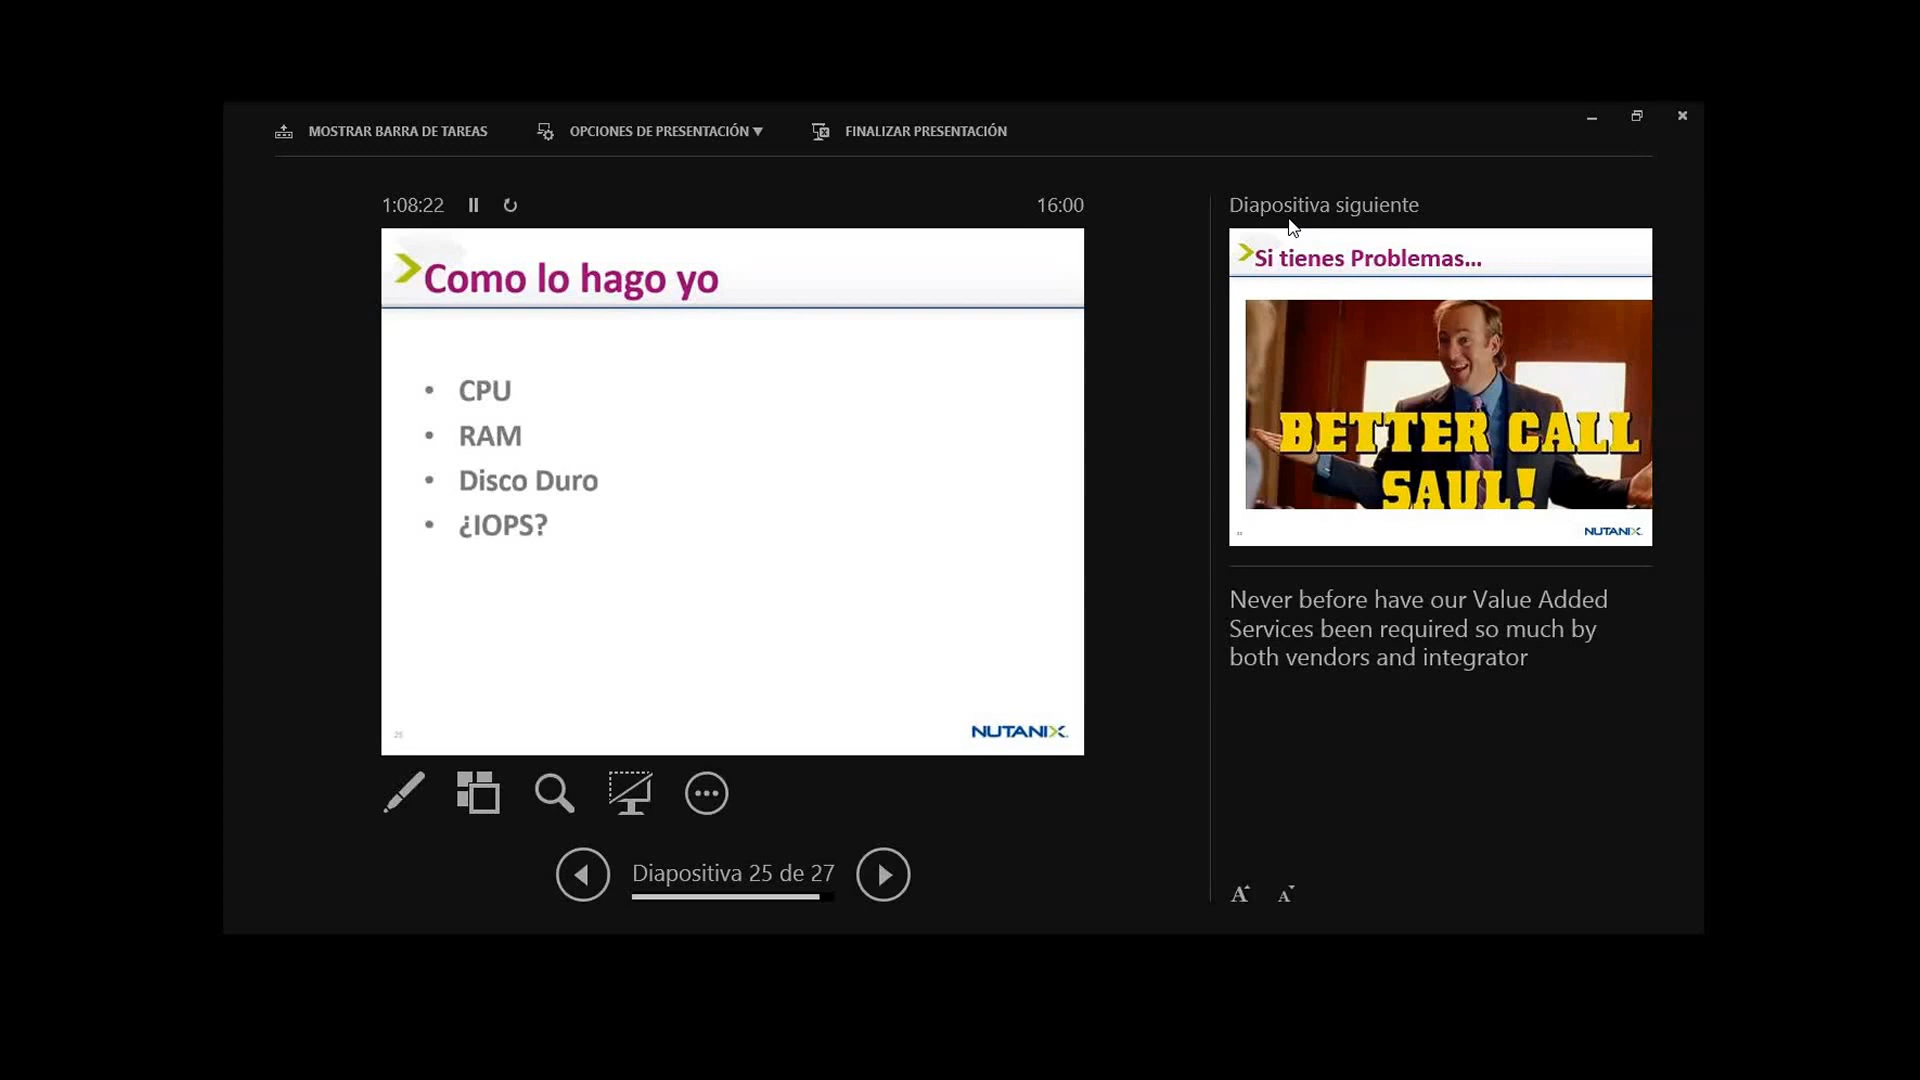 MOSTRAR BARRA DE TAREAS
OPCIONES DE PRESENTACIÓN
FINALIZAR PRESENTACIÓN
1:08:22
16:00
Como lo hago yo
• CPU
• RAM
• Disco Duro
• ¿IOPS?
25
NUTANIX
Diapositiva 25 de 27
Diapositiva siguiente
Si tienes Problemas...
BETTER CALL
SAUL!
NUTANIX
Never before have our Value Added
Services been required so much by
both vendors and integrator
A A